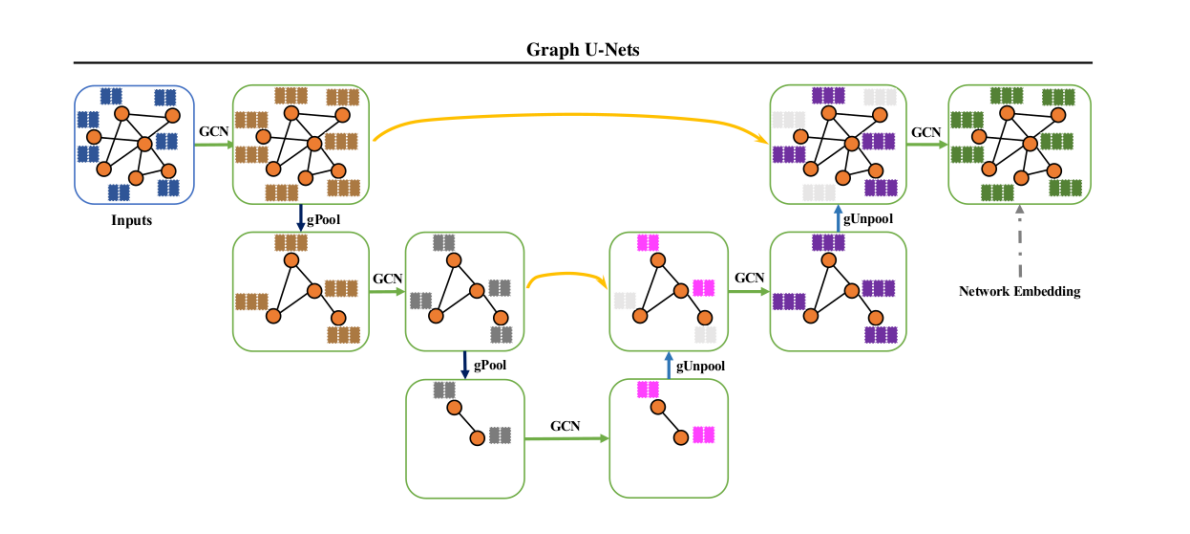 Graph U-Nets
GCN
GCN
Inputs
gPool
gUnpool
GCN
GCN
Network Embedding
gPool
gUnpool
GCN